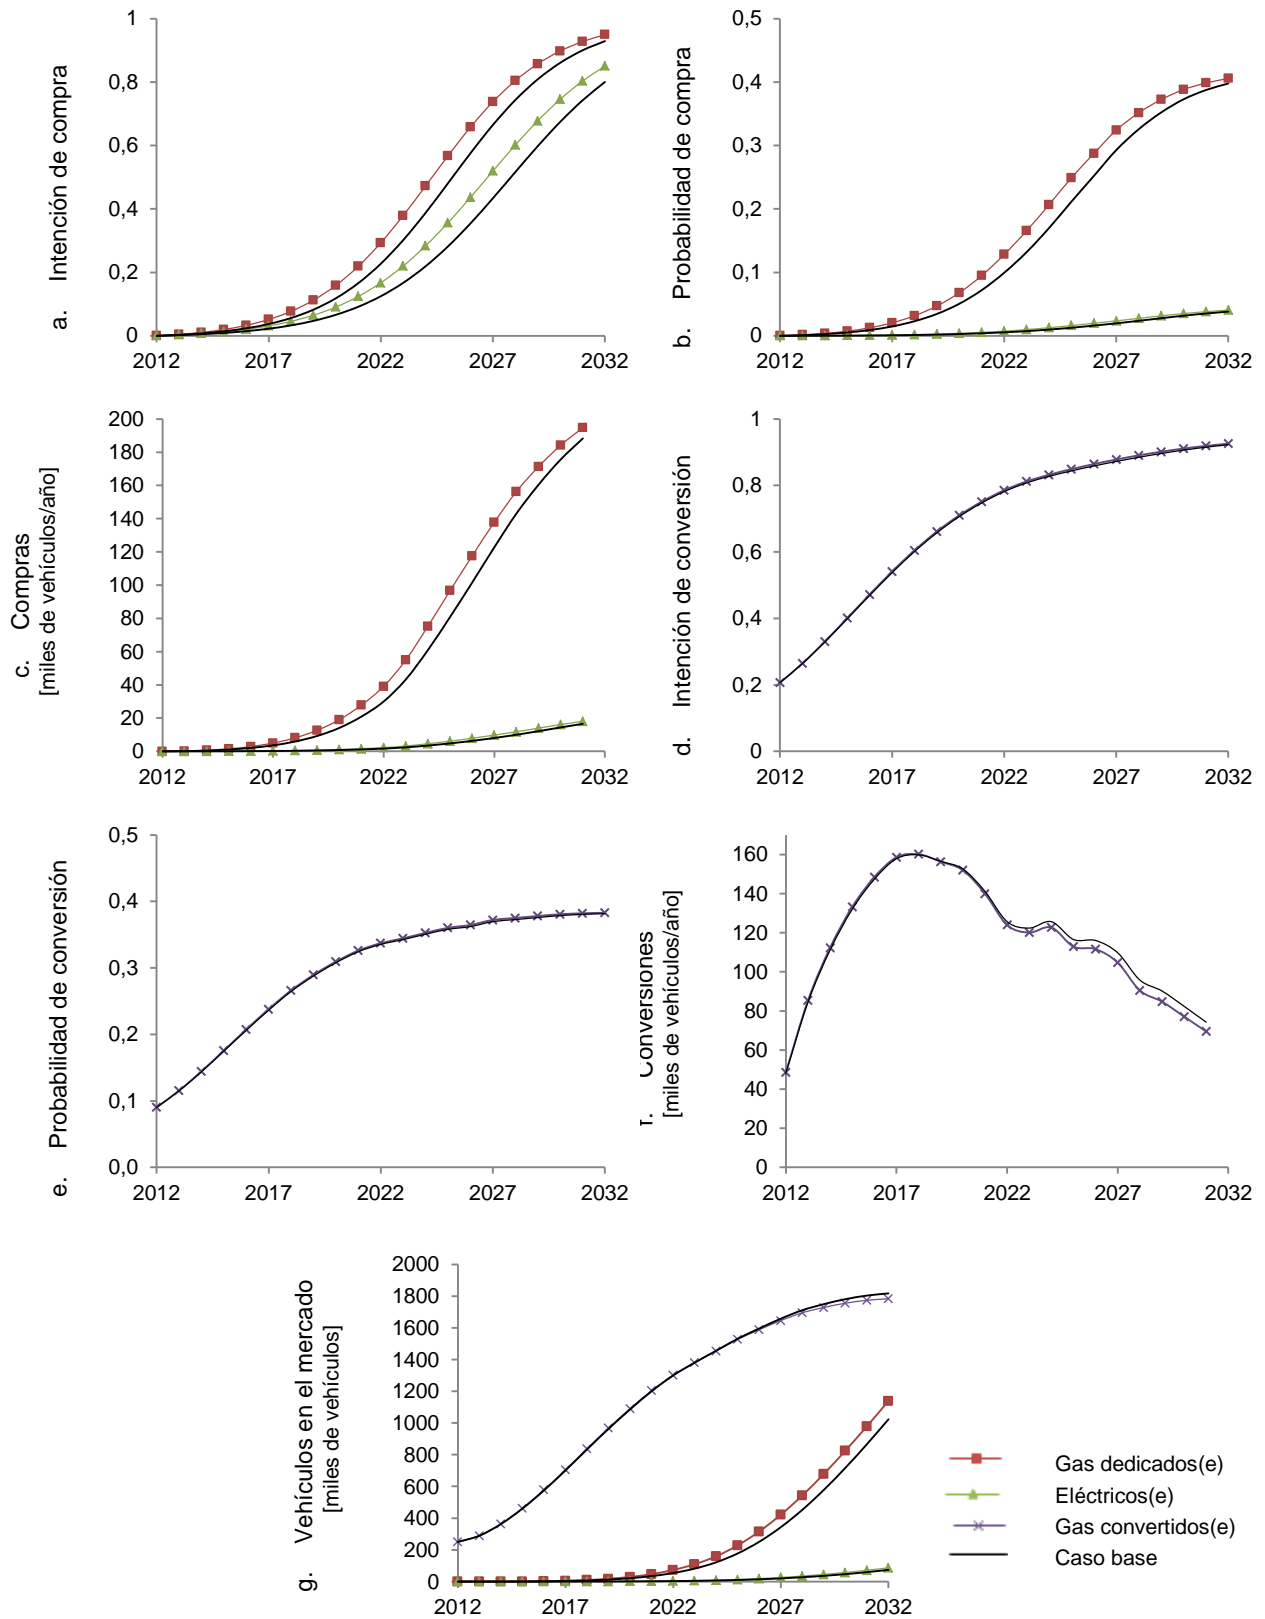 a. Intención de compra
1
0,8
0,6
0,4
0,2
0
2012 2017 2022 2027 2032
b. Probabilidad de compra
0,5
0,4
0,3
0,2
0,1
0
2012 2017 2022 2027 2032
c. Compras
[miles de vehículos/año]
200
180
160
140
120
100
80
60
40
20
0
2012 2017 2022 2027 2032
d. Intención de conversión
1
0,8
0,6
0,4
0,2
0
2012 2017 2022 2027 2032
e. Probabilidad de conversión
0,5
0,4
0,3
0,2
0,1
0,0
2012 2017 2022 2027 2032
f. Conversiones
[miles de vehículos/año]
160
140
120
100
80
60
40
20
0
2012 2017 2022 2027 2032
g. Vehículos en el mercado
[miles de vehículos]
2000
1800
1600
1400
1200
1000
800
600
400
200
0
2012 2017 2022 2027 2032
Gas dedicados(e)
Eléctricos(e)
Gas convertidos(e)
Caso base